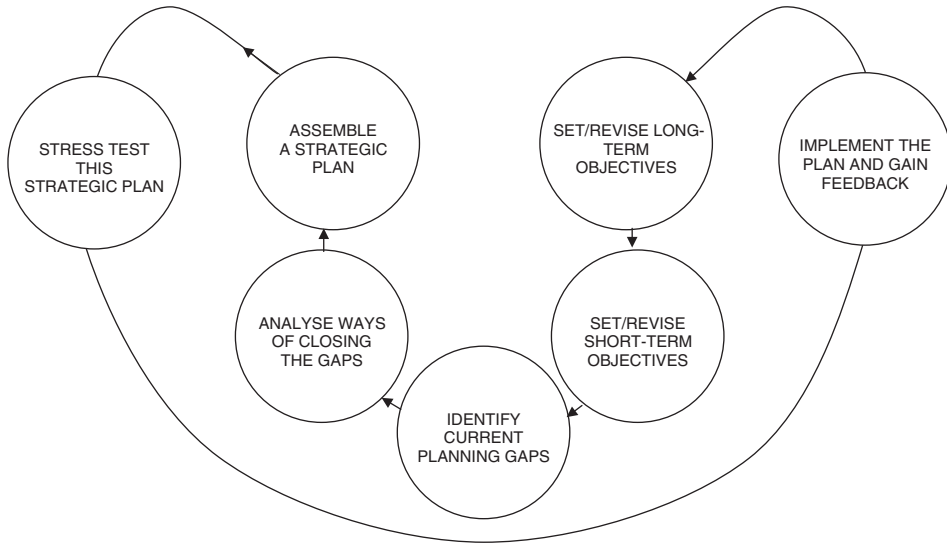 STRESS TEST
THIS
STRATEGIC PLAN
ASSEMBLE
A STRATEGIC
PLAN
SET/REVISE LONG-
TERM
OBJECTIVES
IMPLEMENT THE
PLAN AND GAIN
FEEDBACK
ANALYSE WAYS
OF CLOSING
THE GAPS
SET/REVISE
SHORT-TERM
OBJECTIVES
IDENTIFY
CURRENT
PLANNING GAPS